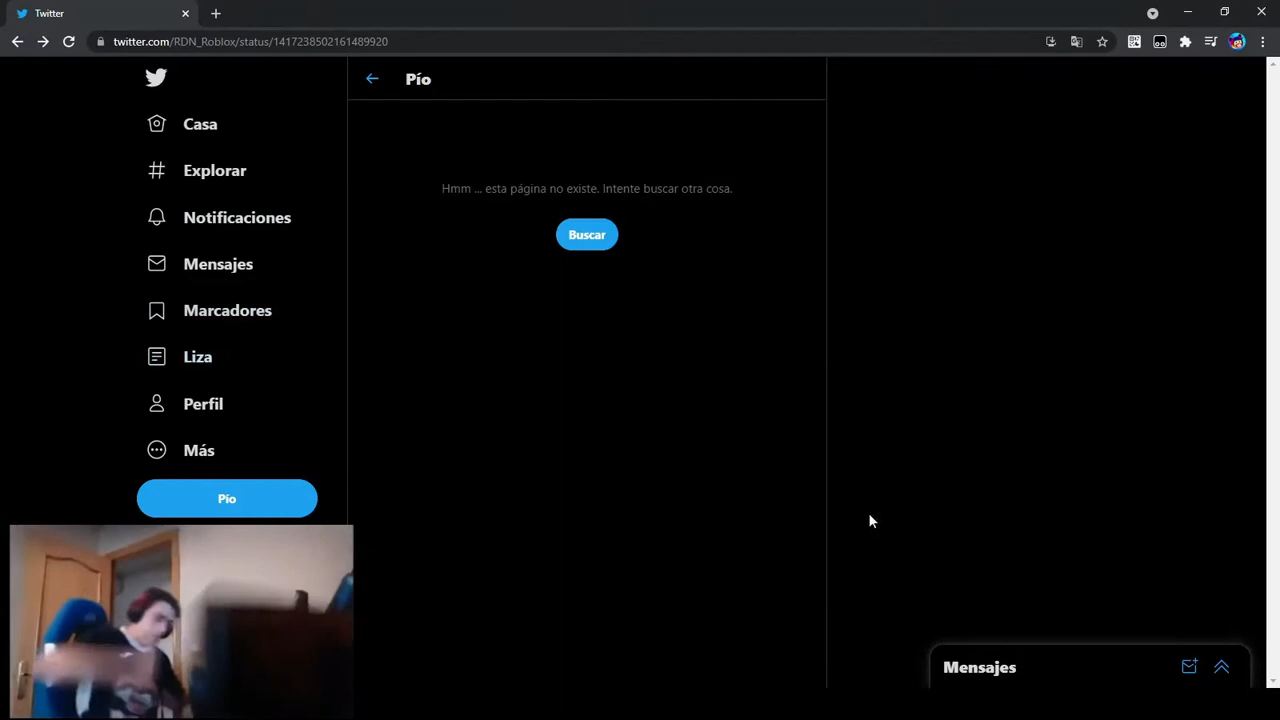 Twitter
twitter.com/RDN_Roblox/status/1417238502161489920
Pío
Casa
Explorar
Notificaciones
Mensajes
Marcadores
Liza
Perfil
Más
Pío
Hmm ... esta página no existe. Intente buscar otra cosa.
Buscar
Mensajes